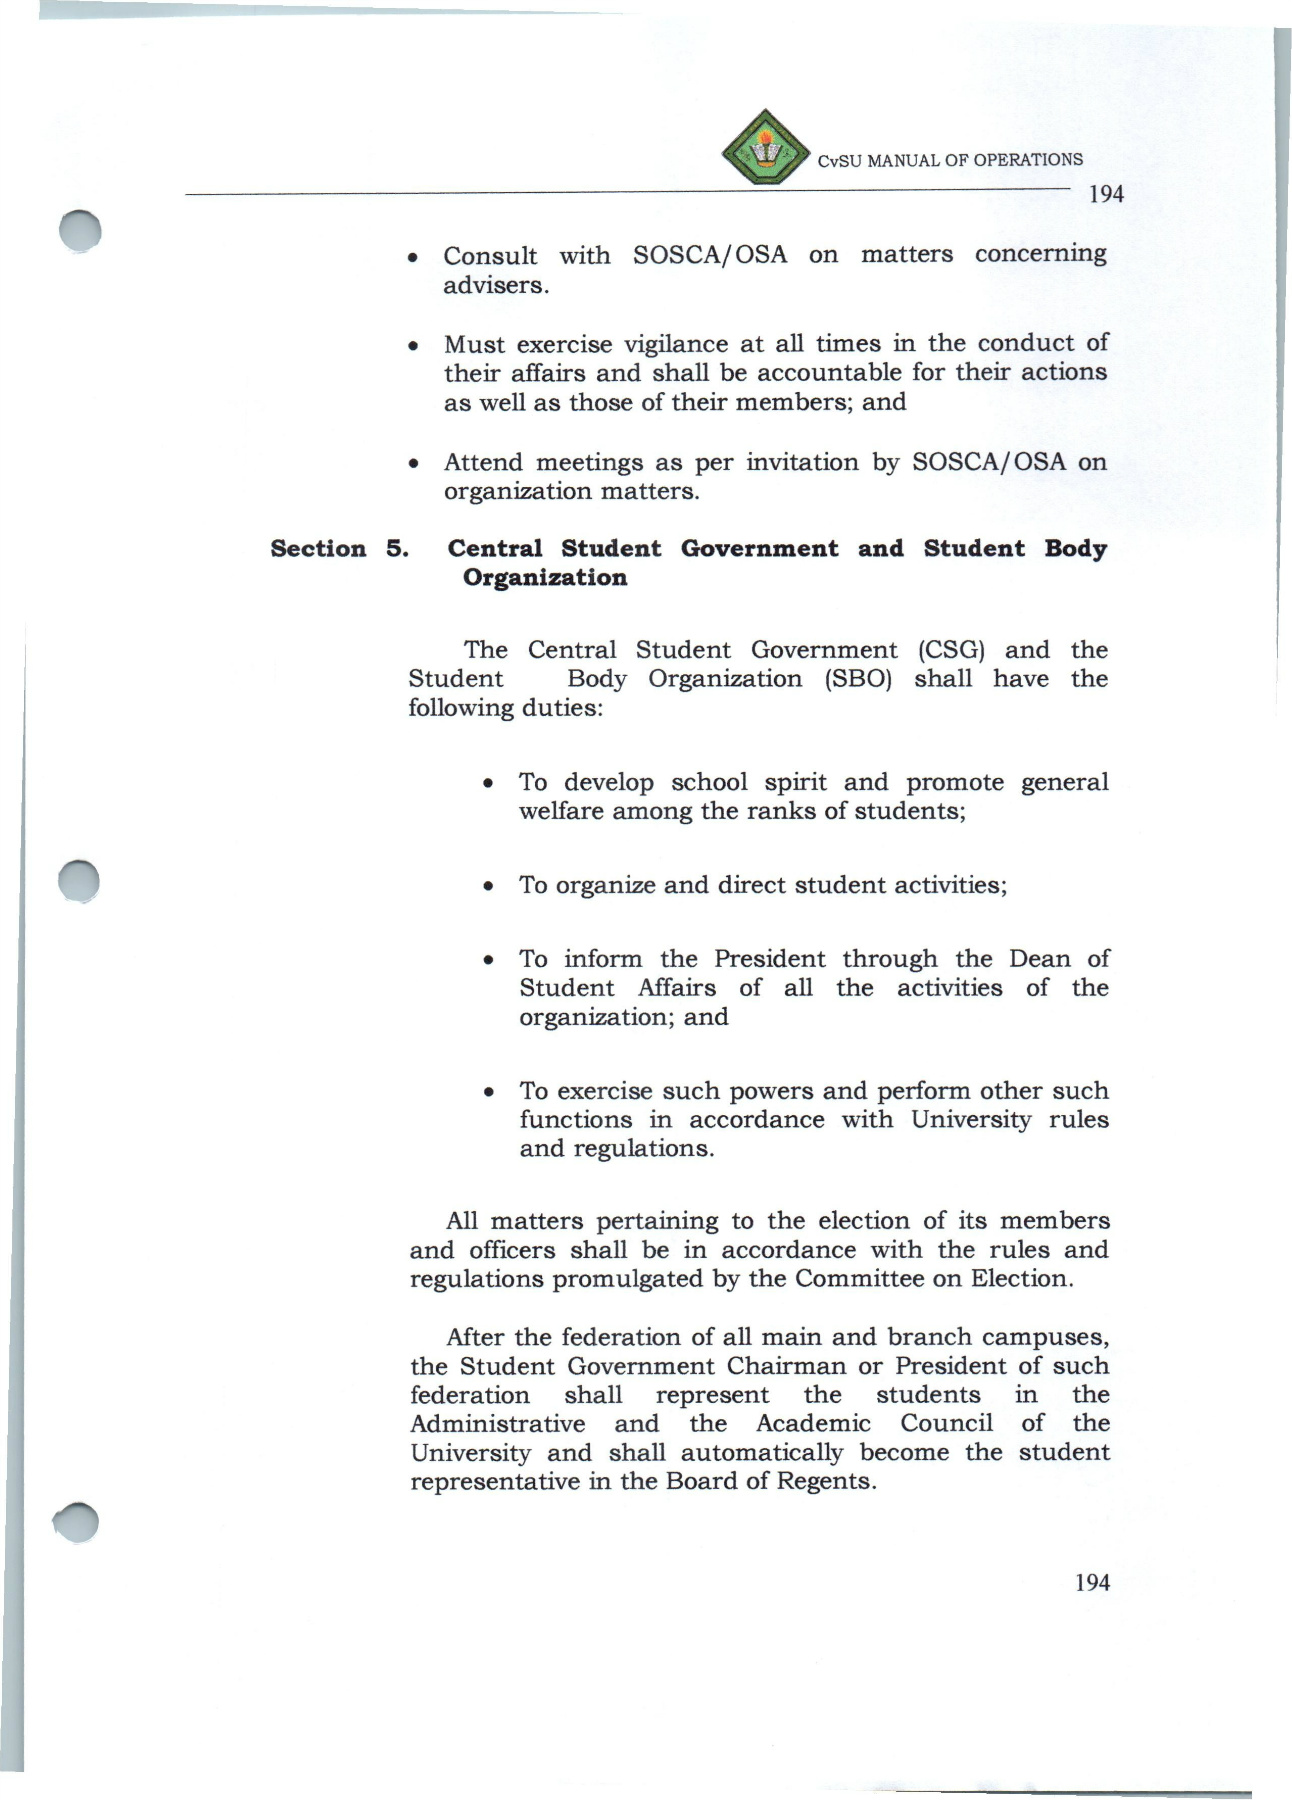 CvSU MANUAL OF OPERATIONS
194
• Consult with SOSCA/OSA on matters concerning
advisers.
• Must exercise vigilance at all times in the conduct of
their affairs and shall be accountable for their actions
as well as those of their members; and
• Attend meetings as per invitation by SOSCA/OSA on
organization matters.
Section 5. Central Student Government and Student Body
Organization
The Central Student Government (CSG) and the
Student Body Organization (SBO) shall have the
following duties:
• To develop school spirit and promote general
welfare among the ranks of students;
• To organize and direct student activities;
• To inform the President through the Dean of
Student Affairs of all the activities of the
organization; and
• To exercise such powers and perform other such
functions in accordance with University rules
and regulations.
All matters pertaining to the election of its members
and officers shall be in accordance with the rules and
regulations promulgated by the Committee on Election.
After the federation of all main and branch campuses,
the Student Government Chairman or President of such
federation shall represent the students in the
Administrative and the Academic Council of the
University and shall automatically become the student
representative in the Board of Regents.
194